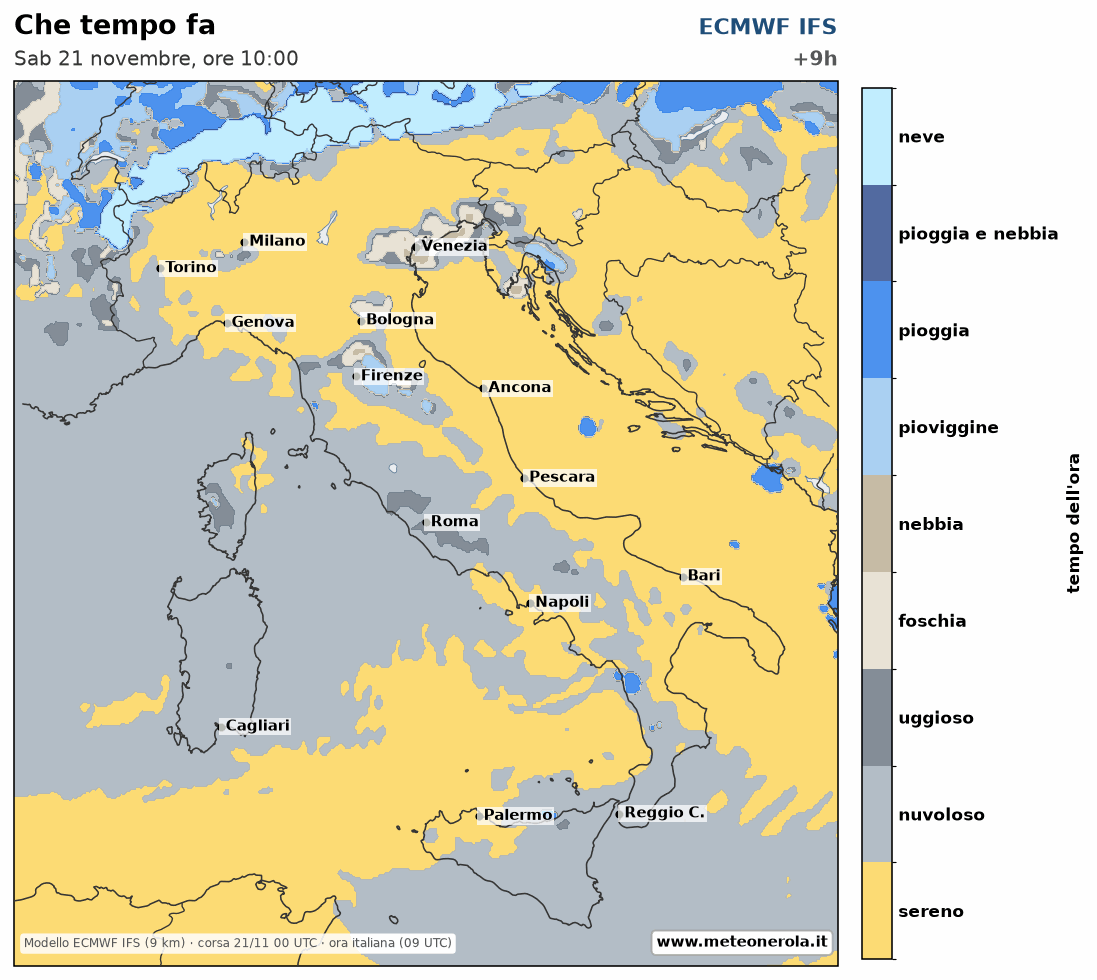 Che tempo fa
ECMWF IFS
Sab 21 novembre, ore 10:00
+9h
neve
pioggia e nebbia
pioggia
pioviggine
nebbia
foschia
uggioso
nuvoloso
sereno
tempo dell'ora
Milano
Venezia
Torino
Genova
Bologna
Firenze
Ancona
Pescara
Roma
Bari
Napoli
Cagliari
Palermo
Reggio C.
Modello ECMWF IFS (9 km) · corsa 21/11 00 UTC · ora italiana (09 UTC)
www.meteonerola.it